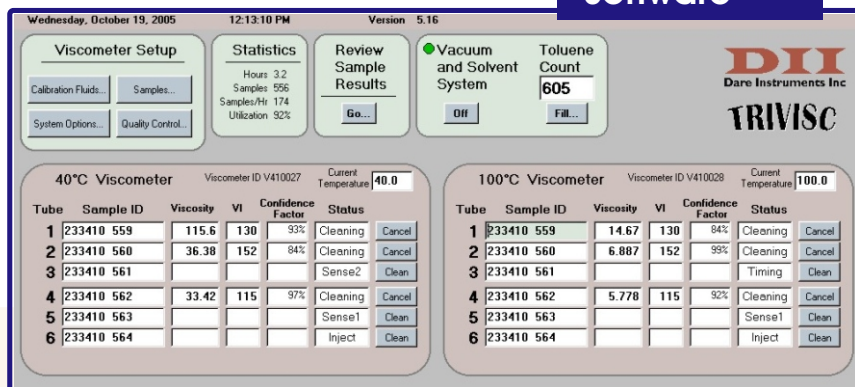 software
Wednesday, October 19, 2005 12:13:10 PM Version 5.16
Viscometer Setup
Calibration Fluids... Samples...
System Options... Quality Control...
Statistics
Hours 3.2
Samples 556
Samples/Hr 174
Utilization 92%
Review
Sample
Results
Go...
Vacuum
and Solvent
System
Off
Toluene
Count
605
Fill...
DII
Dare Instruments Inc
TRIVISC
40°C Viscometer Viscometer ID V410027 Current Temperature 40.0
Tube Sample ID Viscosity VI Confidence Factor Status
1 233410 559 115.6 130 93% Cleaning Cancel
2 233410 560 36.38 152 84% Cleaning Cancel
3 233410 561 Sense2 Clean
4 233410 562 33.42 115 97% Cleaning Cancel
5 233410 563 Sense1 Clean
6 233410 564 Inject Clean
100°C Viscometer Viscometer ID V410028 Current Temperature 100.0
Tube Sample ID Viscosity VI Confidence Factor Status
1 233410 559 14.67 130 84% Cleaning Cancel
2 233410 560 6.887 152 99% Cleaning Cancel
3 233410 561 Timing Clean
4 233410 562 5.778 115 92% Cleaning Cancel
5 233410 563 Sense1 Clean
6 233410 564 Inject Clean